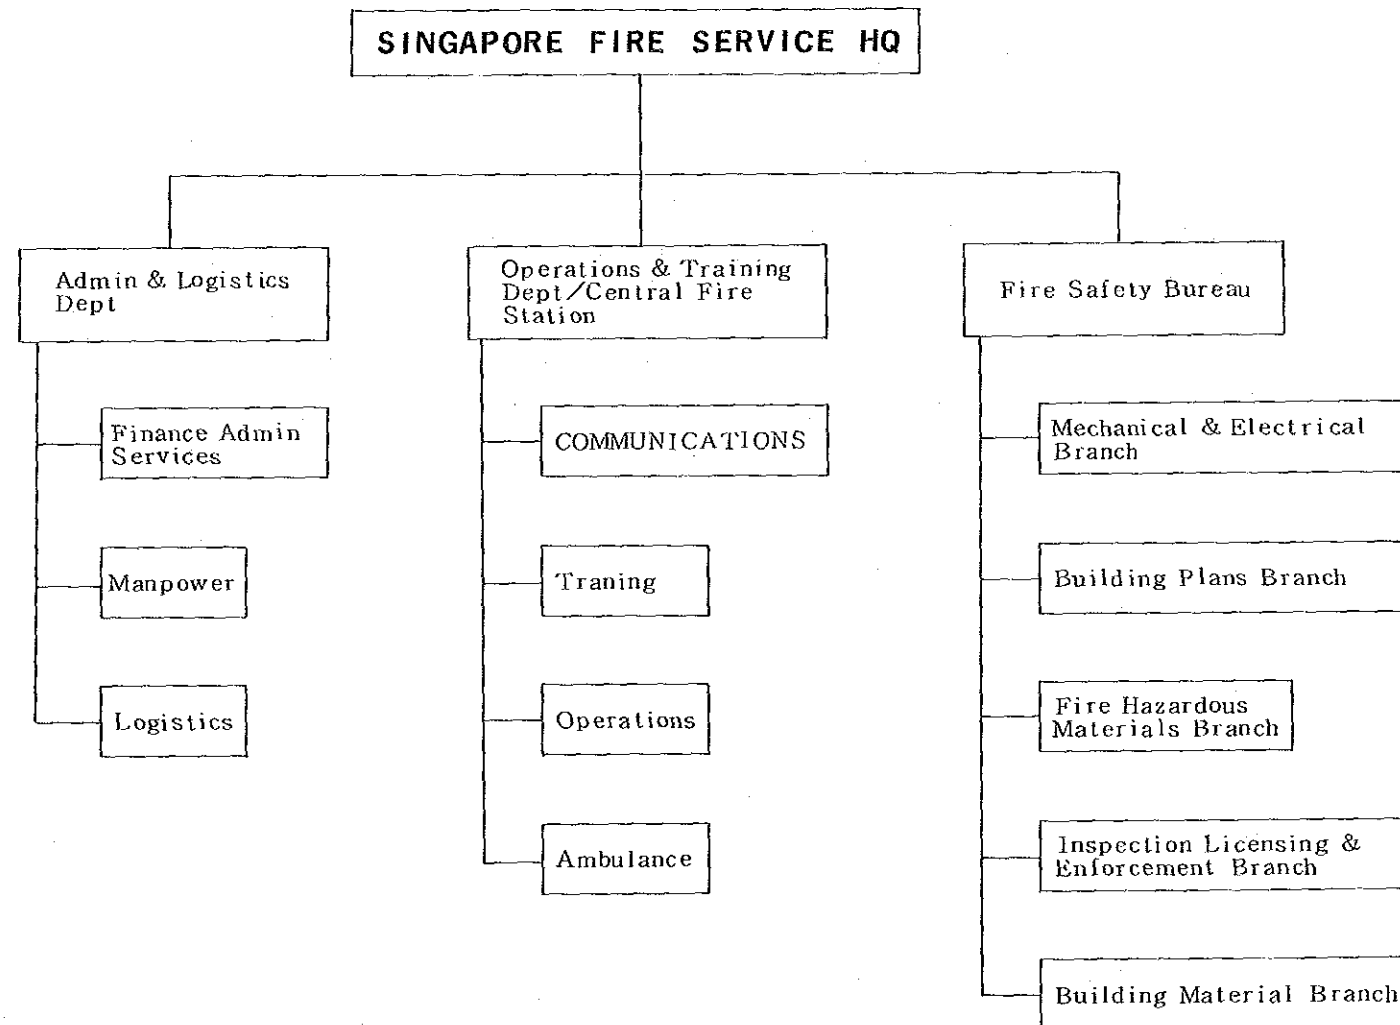 SINGAPORE FIRE SERVICE HQ
Admin & Logistics
Dept
Finance Admin
Services
Manpower
Logistics
Operations & Training
Dept/Central Fire
Station
COMMUNICATIONS
Traning
Operations
Ambulance
Fire Safety Bureau
Mechanical & Electrical
Branch
Building Plans Branch
Fire Hazardous
Materials Branch
Inspection Licensing &
Enforcement Branch
Building Material Branch